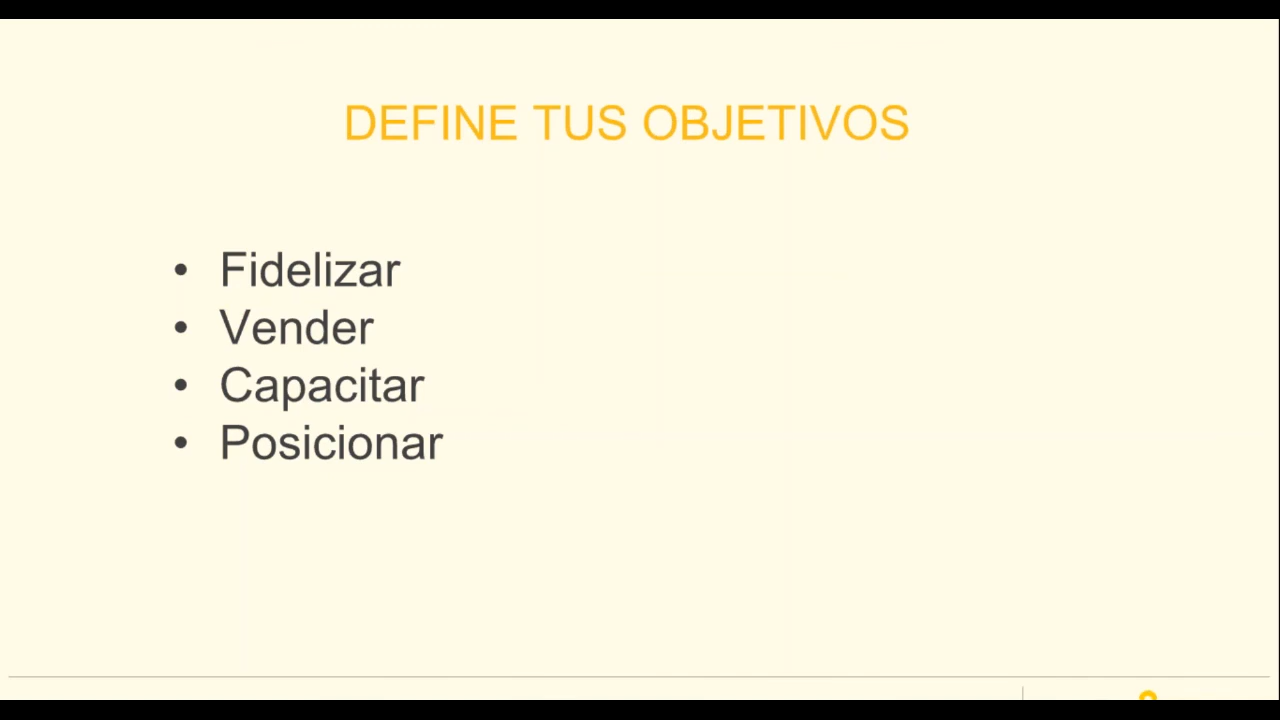 DEFINE TUS OBJETIVOS
• Fidelizar
• Vender
• Capacitar
• Posicionar